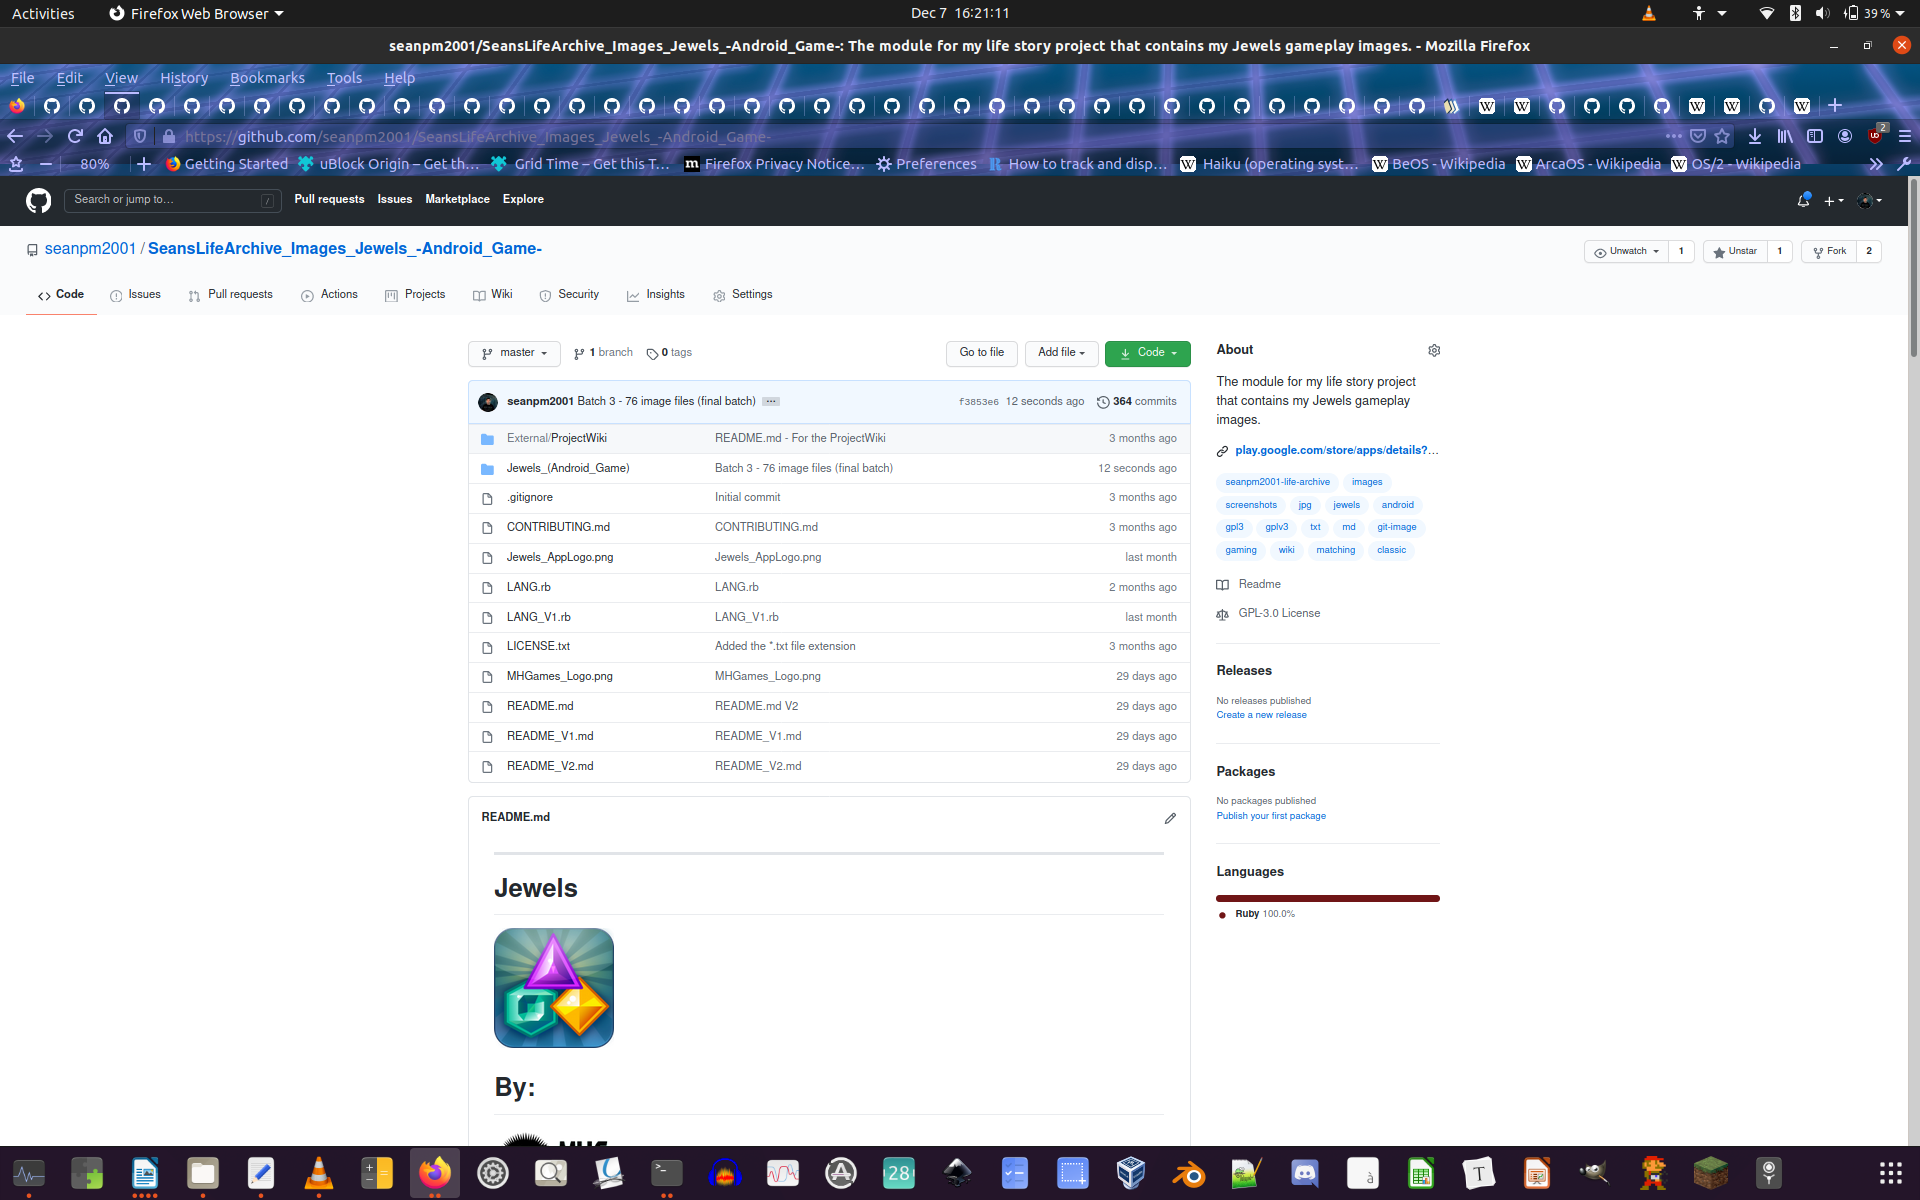 Activities Firefox Web Browser Dec 7 16:21:11 39 %
seanpm2001/SeansLifeArchive_Images_Jewels_-Android_Game-: The module for my life story project that contains my Jewels gameplay images. - Mozilla Firefox
File Edit View History Bookmarks Tools Help
https://github.com/seanpm2001/SeansLifeArchive_Images_Jewels_-Android_Game- 2
80% Getting Started uBlock Origin – Get th… Grid Time – Get this T… Firefox Privacy Notice… Preferences How to track and disp… Haiku (operating syst… BeOS - Wikipedia ArcaOS - Wikipedia OS/2 - Wikipedia
Search or jump to… / Pull requests Issues Marketplace Explore
seanpm2001 / SeansLifeArchive_Images_Jewels_-Android_Game- Unwatch 1 Unstar 1 Fork 2
Code Issues Pull requests Actions Projects Wiki Security Insights Settings
master 1 branch 0 tags Go to file Add file Code
seanpm2001 Batch 3 - 76 image files (final batch) f3853e6 12 seconds ago 364 commits
External/ProjectWiki README.md - For the ProjectWiki 3 months ago
Jewels_(Android_Game) Batch 3 - 76 image files (final batch) 12 seconds ago
.gitignore Initial commit 3 months ago
CONTRIBUTING.md CONTRIBUTING.md 3 months ago
Jewels_AppLogo.png Jewels_AppLogo.png last month
LANG.rb LANG.rb 2 months ago
LANG_V1.rb LANG_V1.rb last month
LICENSE.txt Added the *.txt file extension 3 months ago
MHGames_Logo.png MHGames_Logo.png 29 days ago
README.md README.md V2 29 days ago
README_V1.md README_V1.md 29 days ago
README_V2.md README_V2.md 29 days ago
README.md
Jewels
By:
About
The module for my life story project
that contains my Jewels gameplay
images.
play.google.com/store/apps/details?…
seanpm2001-life-archive images
screenshots jpg jewels android
gpl3 gplv3 txt md git-image
gaming wiki matching classic
Readme
GPL-3.0 License
Releases
No releases published
Create a new release
Packages
No packages published
Publish your first package
Languages
Ruby 100.0%
28